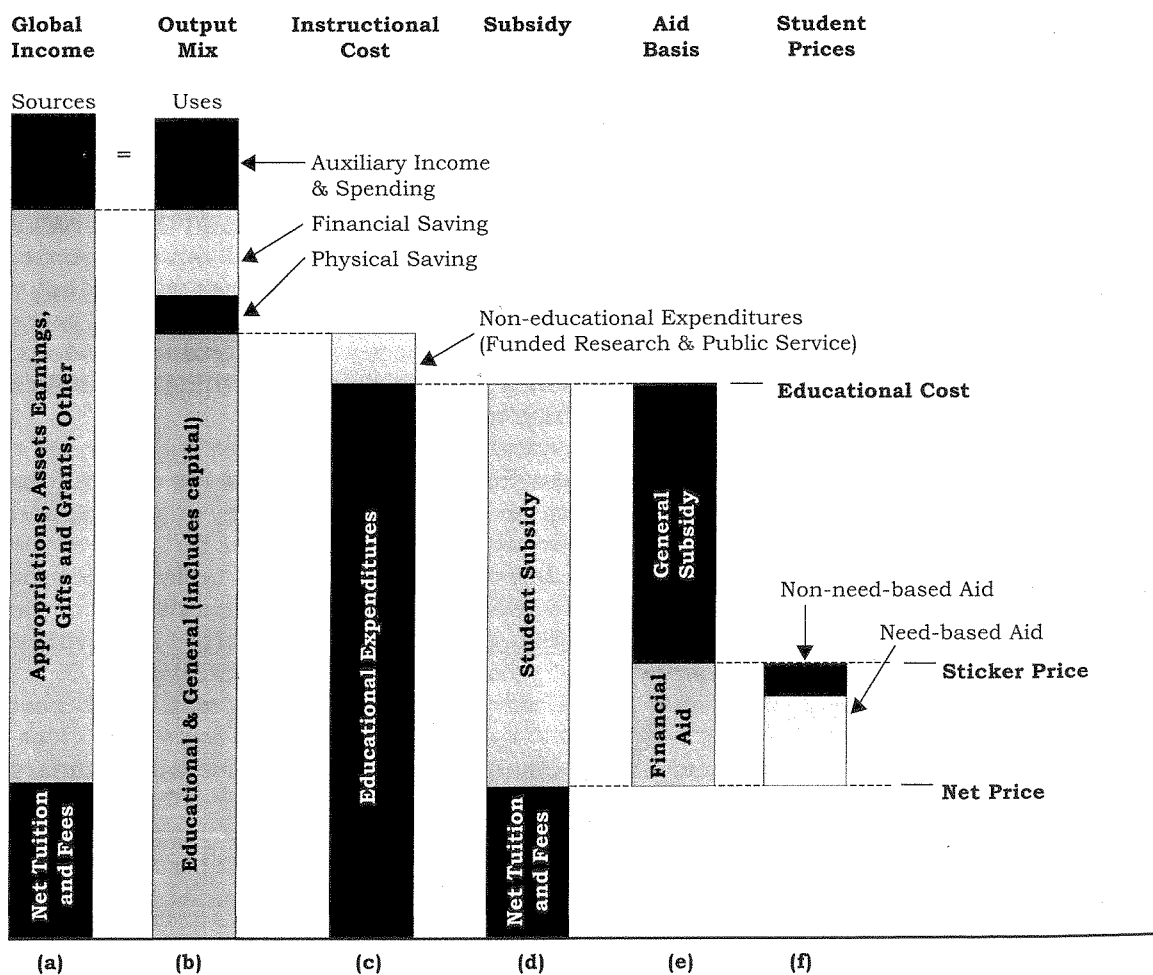 Global
Income
Output
Mix
Instructional
Cost
Subsidy
Aid
Basis
Student
Prices
Sources
Uses
=
Auxiliary Income
& Spending
Financial Saving
Physical Saving
Non-educational Expenditures
(Funded Research & Public Service)
Educational Cost
Appropriations, Assets Earnings,
Gifts and Grants, Other
Educational & General (includes capital)
Educational Expenditures
Student Subsidy
General
Subsidy
Non-need-based Aid
Need-based Aid
Sticker Price
Financial
Aid
Net Price
Net Tuition
and Fees
Net Tuition
and Fees
(a)
(b)
(c)
(d)
(e)
(f)